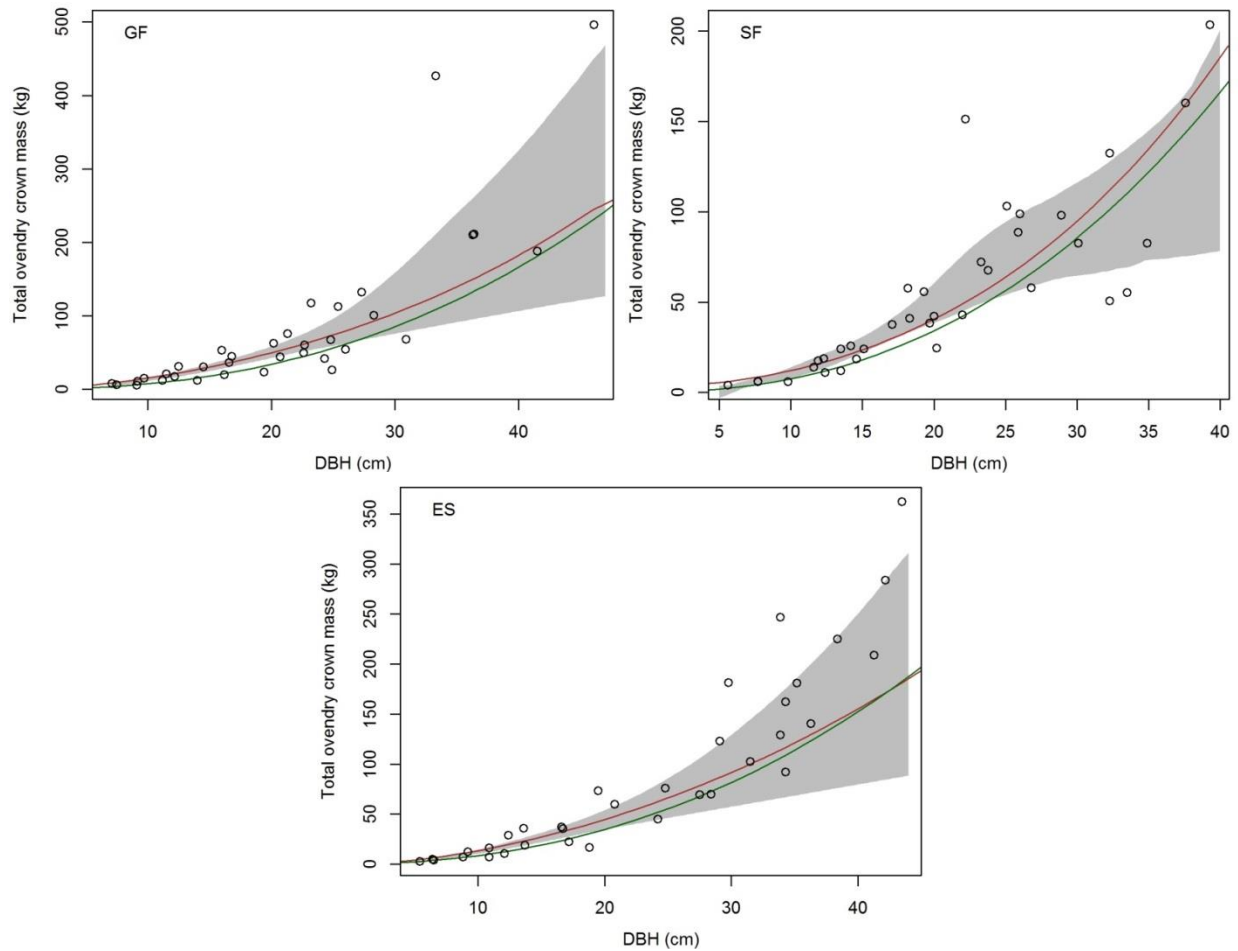 GF
Total ovendry crown mass (kg)
0 100 200 300 400 500
10 20 30 40
DBH (cm)
SF
Total ovendry crown mass (kg)
0 50 100 150 200
5 10 15 20 25 30 35 40
DBH (cm)
ES
Total ovendry crown mass (kg)
0 50 100 150 200 250 300 350
10 20 30 40
DBH (cm)